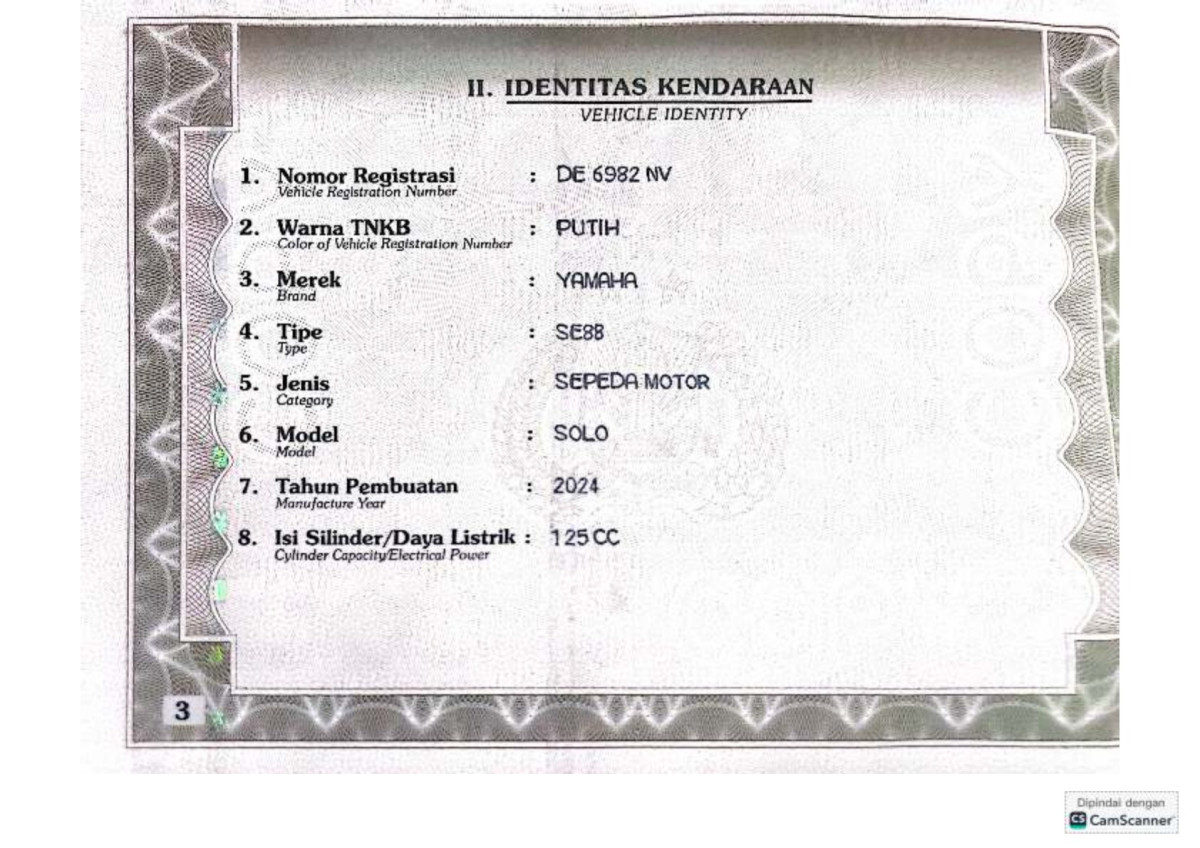 II. IDENTITAS KENDARAAN
VEHICLE IDENTITY
1. Nomor Registrasi : DE 6982 NV
Vehicle Registration Number
2. Warna TNKB : PUTIH
Color of Vehicle Registration Number
3. Merek : YAMAHA
Brand
4. Tipe : SE88
Type
5. Jenis : SEPEDA MOTOR
Category
6. Model : SOLO
Model
7. Tahun Pembuatan : 2024
Manufacture Year
8. Isi Silinder/Daya Listrik : 125 CC
Cylinder Capacity/Electrical Power
3
Dipindai dengan
CS CamScanner